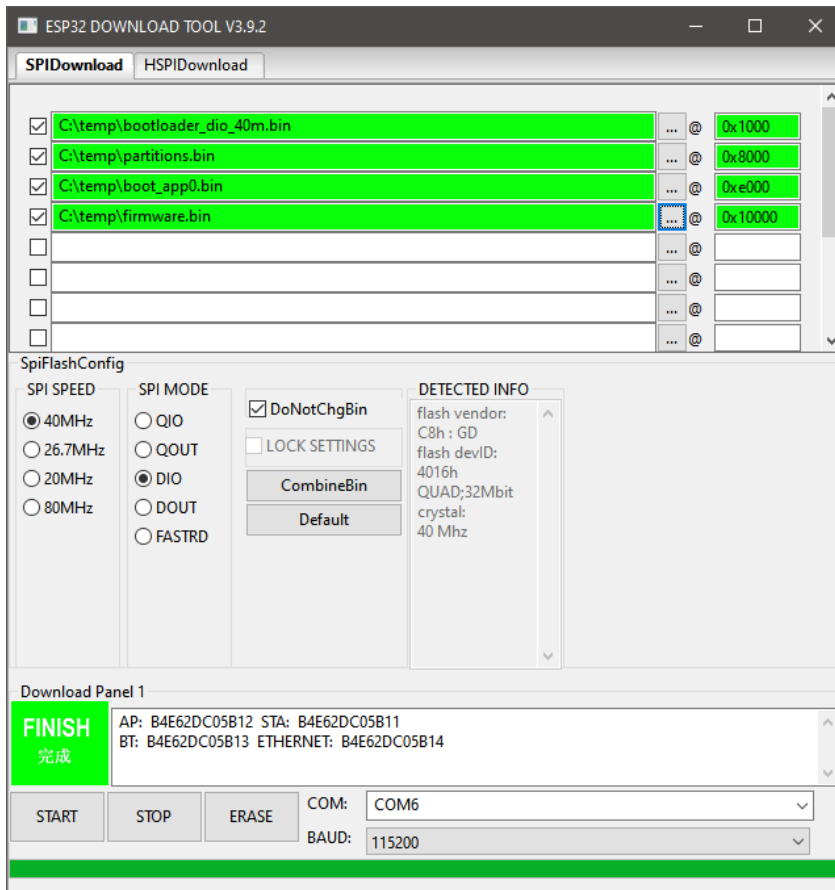 ESP32 DOWNLOAD TOOL V3.9.2
SPIDownload HSPIDownload
C:\temp\bootloader_dio_40m.bin ... @ 0x1000
C:\temp\partitions.bin ... @ 0x8000
C:\temp\boot_app0.bin ... @ 0xe000
C:\temp\firmware.bin ... @ 0x10000
... @
... @
... @
... @
SpiFlashConfig
SPI SPEED
40MHz
26.7MHz
20MHz
80MHz
SPI MODE
QIO
QOUT
DIO
DOUT
FASTRD
DoNotChgBin
LOCK SETTINGS
CombineBin
Default
DETECTED INFO
flash vendor:
C8h : GD
flash devID:
4016h
QUAD;32Mbit
crystal:
40 Mhz
Download Panel 1
FINISH
完成
AP: B4E62DC05B12 STA: B4E62DC05B11
BT: B4E62DC05B13 ETHERNET: B4E62DC05B14
START STOP ERASE
COM: COM6
BAUD: 115200